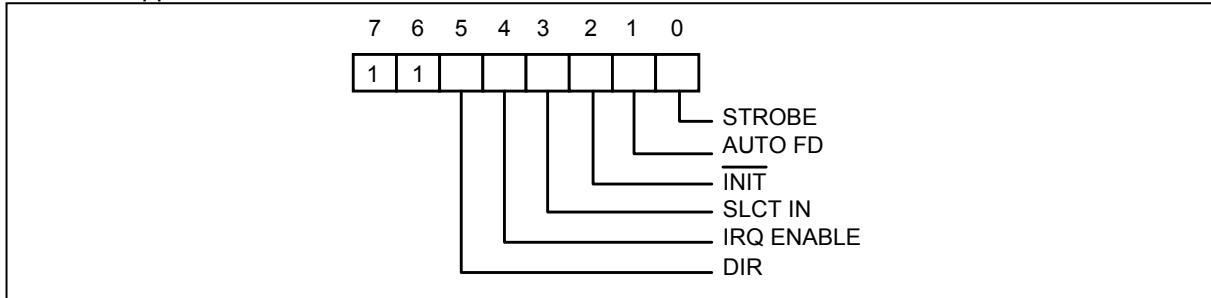 7 6 5 4 3 2 1 0
1 1
STROBE
AUTO FD
INIT
SLCT IN
IRQ ENABLE
DIR